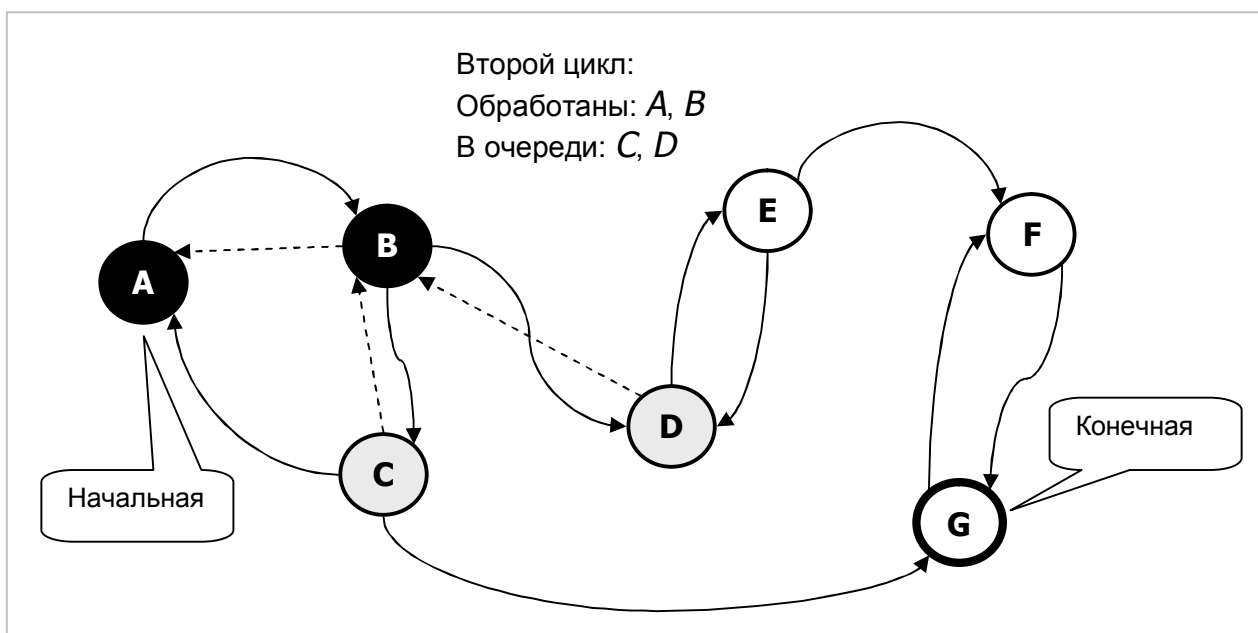 Второй цикл:
Обработаны: A, B
В очереди: C, D
E
F
B
A
D
Конечная
C
Начальная
G